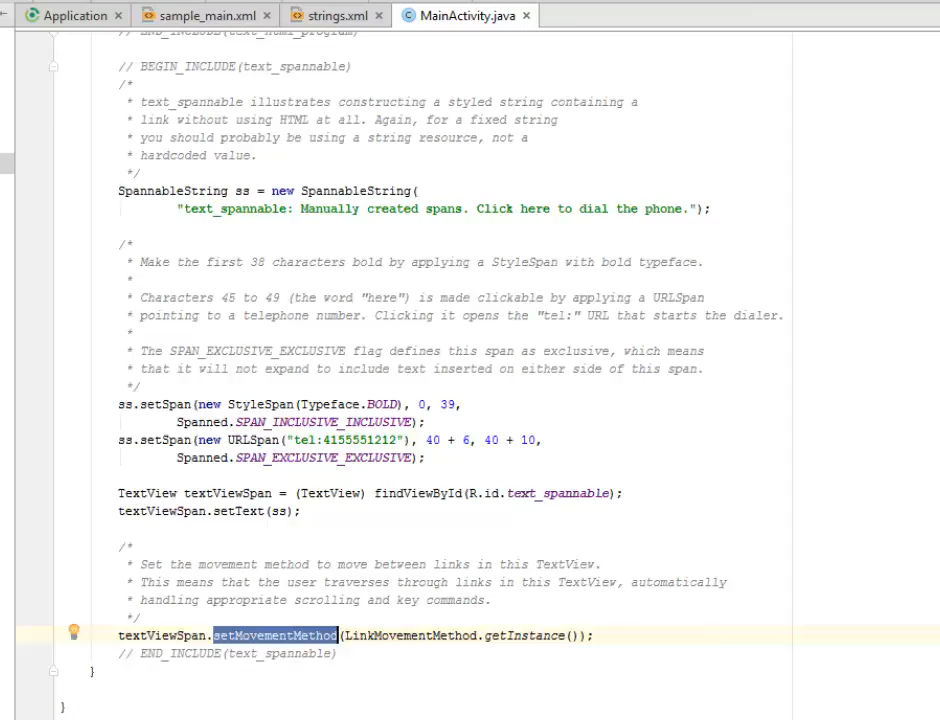 Application
sample_main.xml
strings.xml
MainActivity.java
// END_INCLUDE(text_html_program)
// BEGIN_INCLUDE(text_spannable)
/*
* text_spannable illustrates constructing a styled string containing a
* link without using HTML at all. Again, for a fixed string
* you should probably be using a string resource, not a
* hardcoded value.
*/
SpannableString ss = new SpannableString(
"text_spannable: Manually created spans. Click here to dial the phone.");
/*
* Make the first 38 characters bold by applying a StyleSpan with bold typeface.
*
* Characters 45 to 49 (the word "here") is made clickable by applying a URLSpan
* pointing to a telephone number. Clicking it opens the "tel:" URL that starts the dialer.
*
* The SPAN_EXCLUSIVE_EXCLUSIVE flag defines this span as exclusive, which means
* that it will not expand to include text inserted on either side of this span.
*/
ss.setSpan(new StyleSpan(Typeface.BOLD), 0, 39,
Spanned.SPAN_INCLUSIVE_INCLUSIVE);
ss.setSpan(new URLSpan("tel:4155551212"), 40 + 6, 40 + 10,
Spanned.SPAN_EXCLUSIVE_EXCLUSIVE);
TextView textViewSpan = (TextView) findViewById(R.id.text_spannable);
textViewSpan.setText(ss);
/*
* Set the movement method to move between links in this TextView.
* This means that the user traverses through links in this TextView, automatically
* handling appropriate scrolling and key commands.
*/
textViewSpan.setMovementMethod(LinkMovementMethod.getInstance());
// END_INCLUDE(text_spannable)
}
}